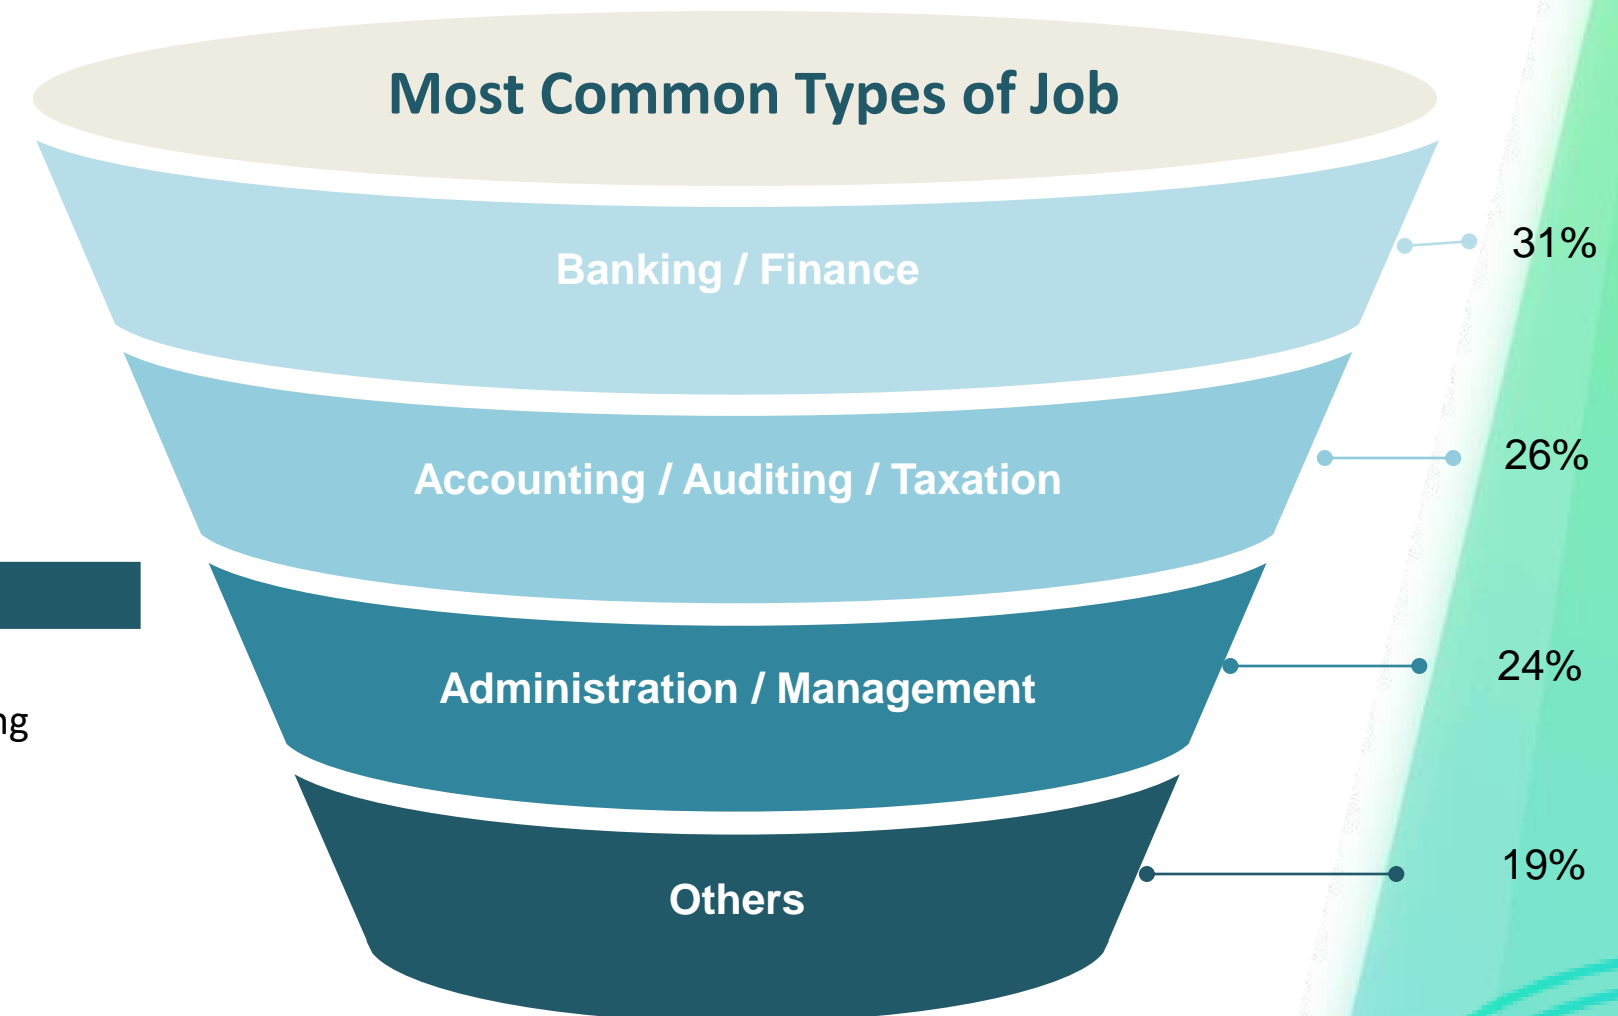 Most Common Types of Job
Banking / Finance
31%
Accounting / Auditing / Taxation
26%
Administration / Management
24%
Others
19%